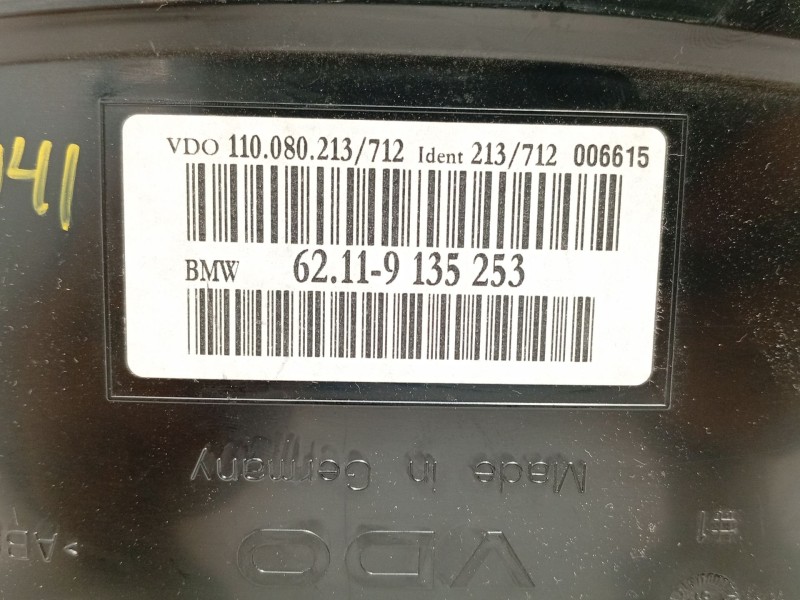 VDO 110.080.213/712 Ident 213/712 006615
41
BMW 62.11-9 135 253
Made in Germany
VDO